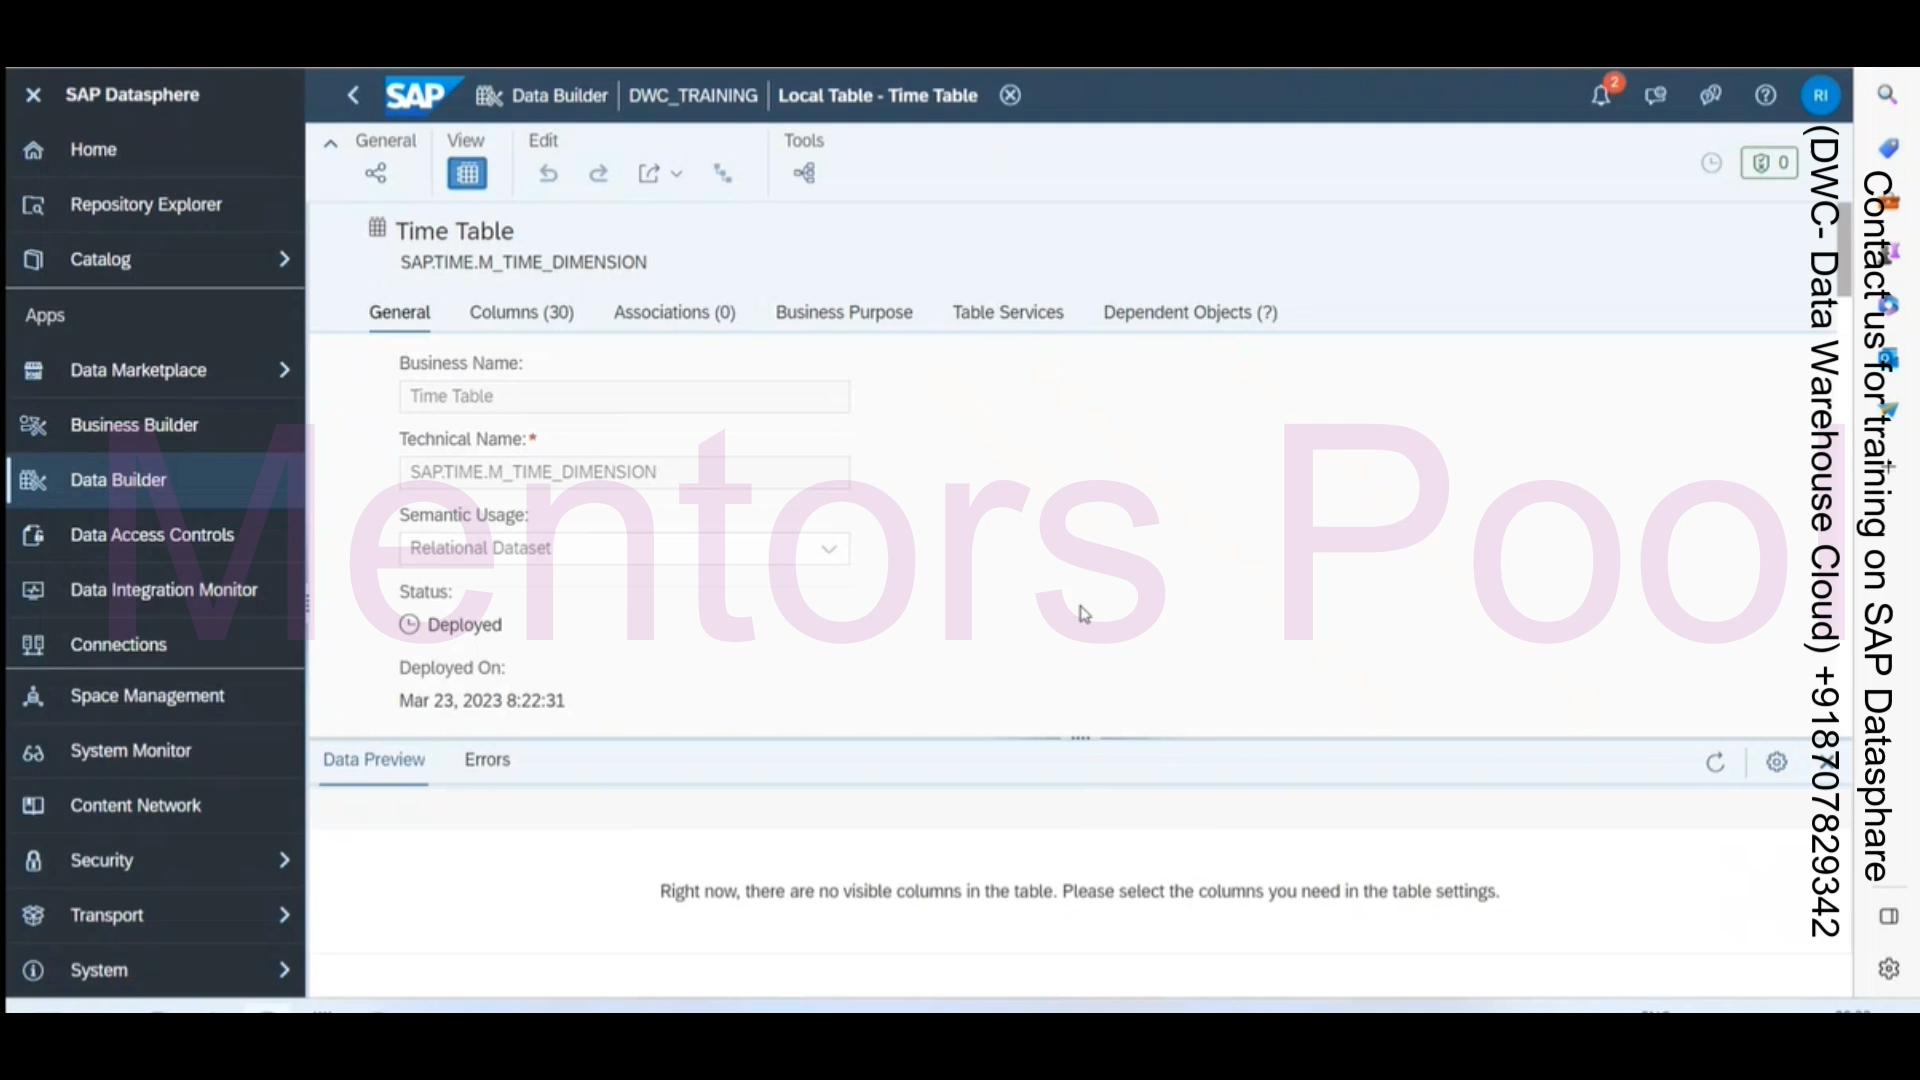 SAP Datasphere
Home
Repository Explorer
Catalog
Apps
Data Marketplace
Business Builder
Data Builder
Data Access Controls
Data Integration Monitor
Connections
Space Management
System Monitor
Content Network
Security
Transport
System
SAP
Data Builder
DWC_TRAINING
Local Table - Time Table
2
RI
General
View
Edit
Tools
0
Time Table
SAP.TIME.M_TIME_DIMENSION
General
Columns (30)
Associations (0)
Business Purpose
Table Services
Dependent Objects (?)
Business Name:
Time Table
Technical Name:*
SAP.TIME.M_TIME_DIMENSION
Semantic Usage:
Relational Dataset
Status:
Deployed
Deployed On:
Mar 23, 2023 8:22:31
Data Preview
Errors
Right now, there are no visible columns in the table. Please select the columns you need in the table settings.
Mentors Pool
Contact us for training on SAP Datasphare
(DWC- Data Warehouse Cloud) +918707829342